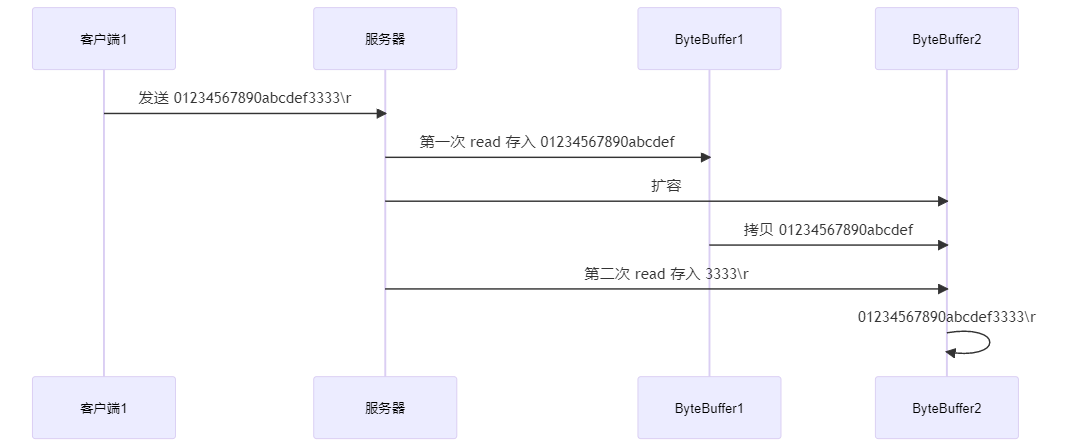 客户端1
服务器
ByteBuffer1
ByteBuffer2
发送 01234567890abcdef3333\r
第一次 read 存入 01234567890abcdef
扩容
拷贝 01234567890abcdef
第二次 read 存入 3333\r
01234567890abcdef3333\r
客户端1
服务器
ByteBuffer1
ByteBuffer2